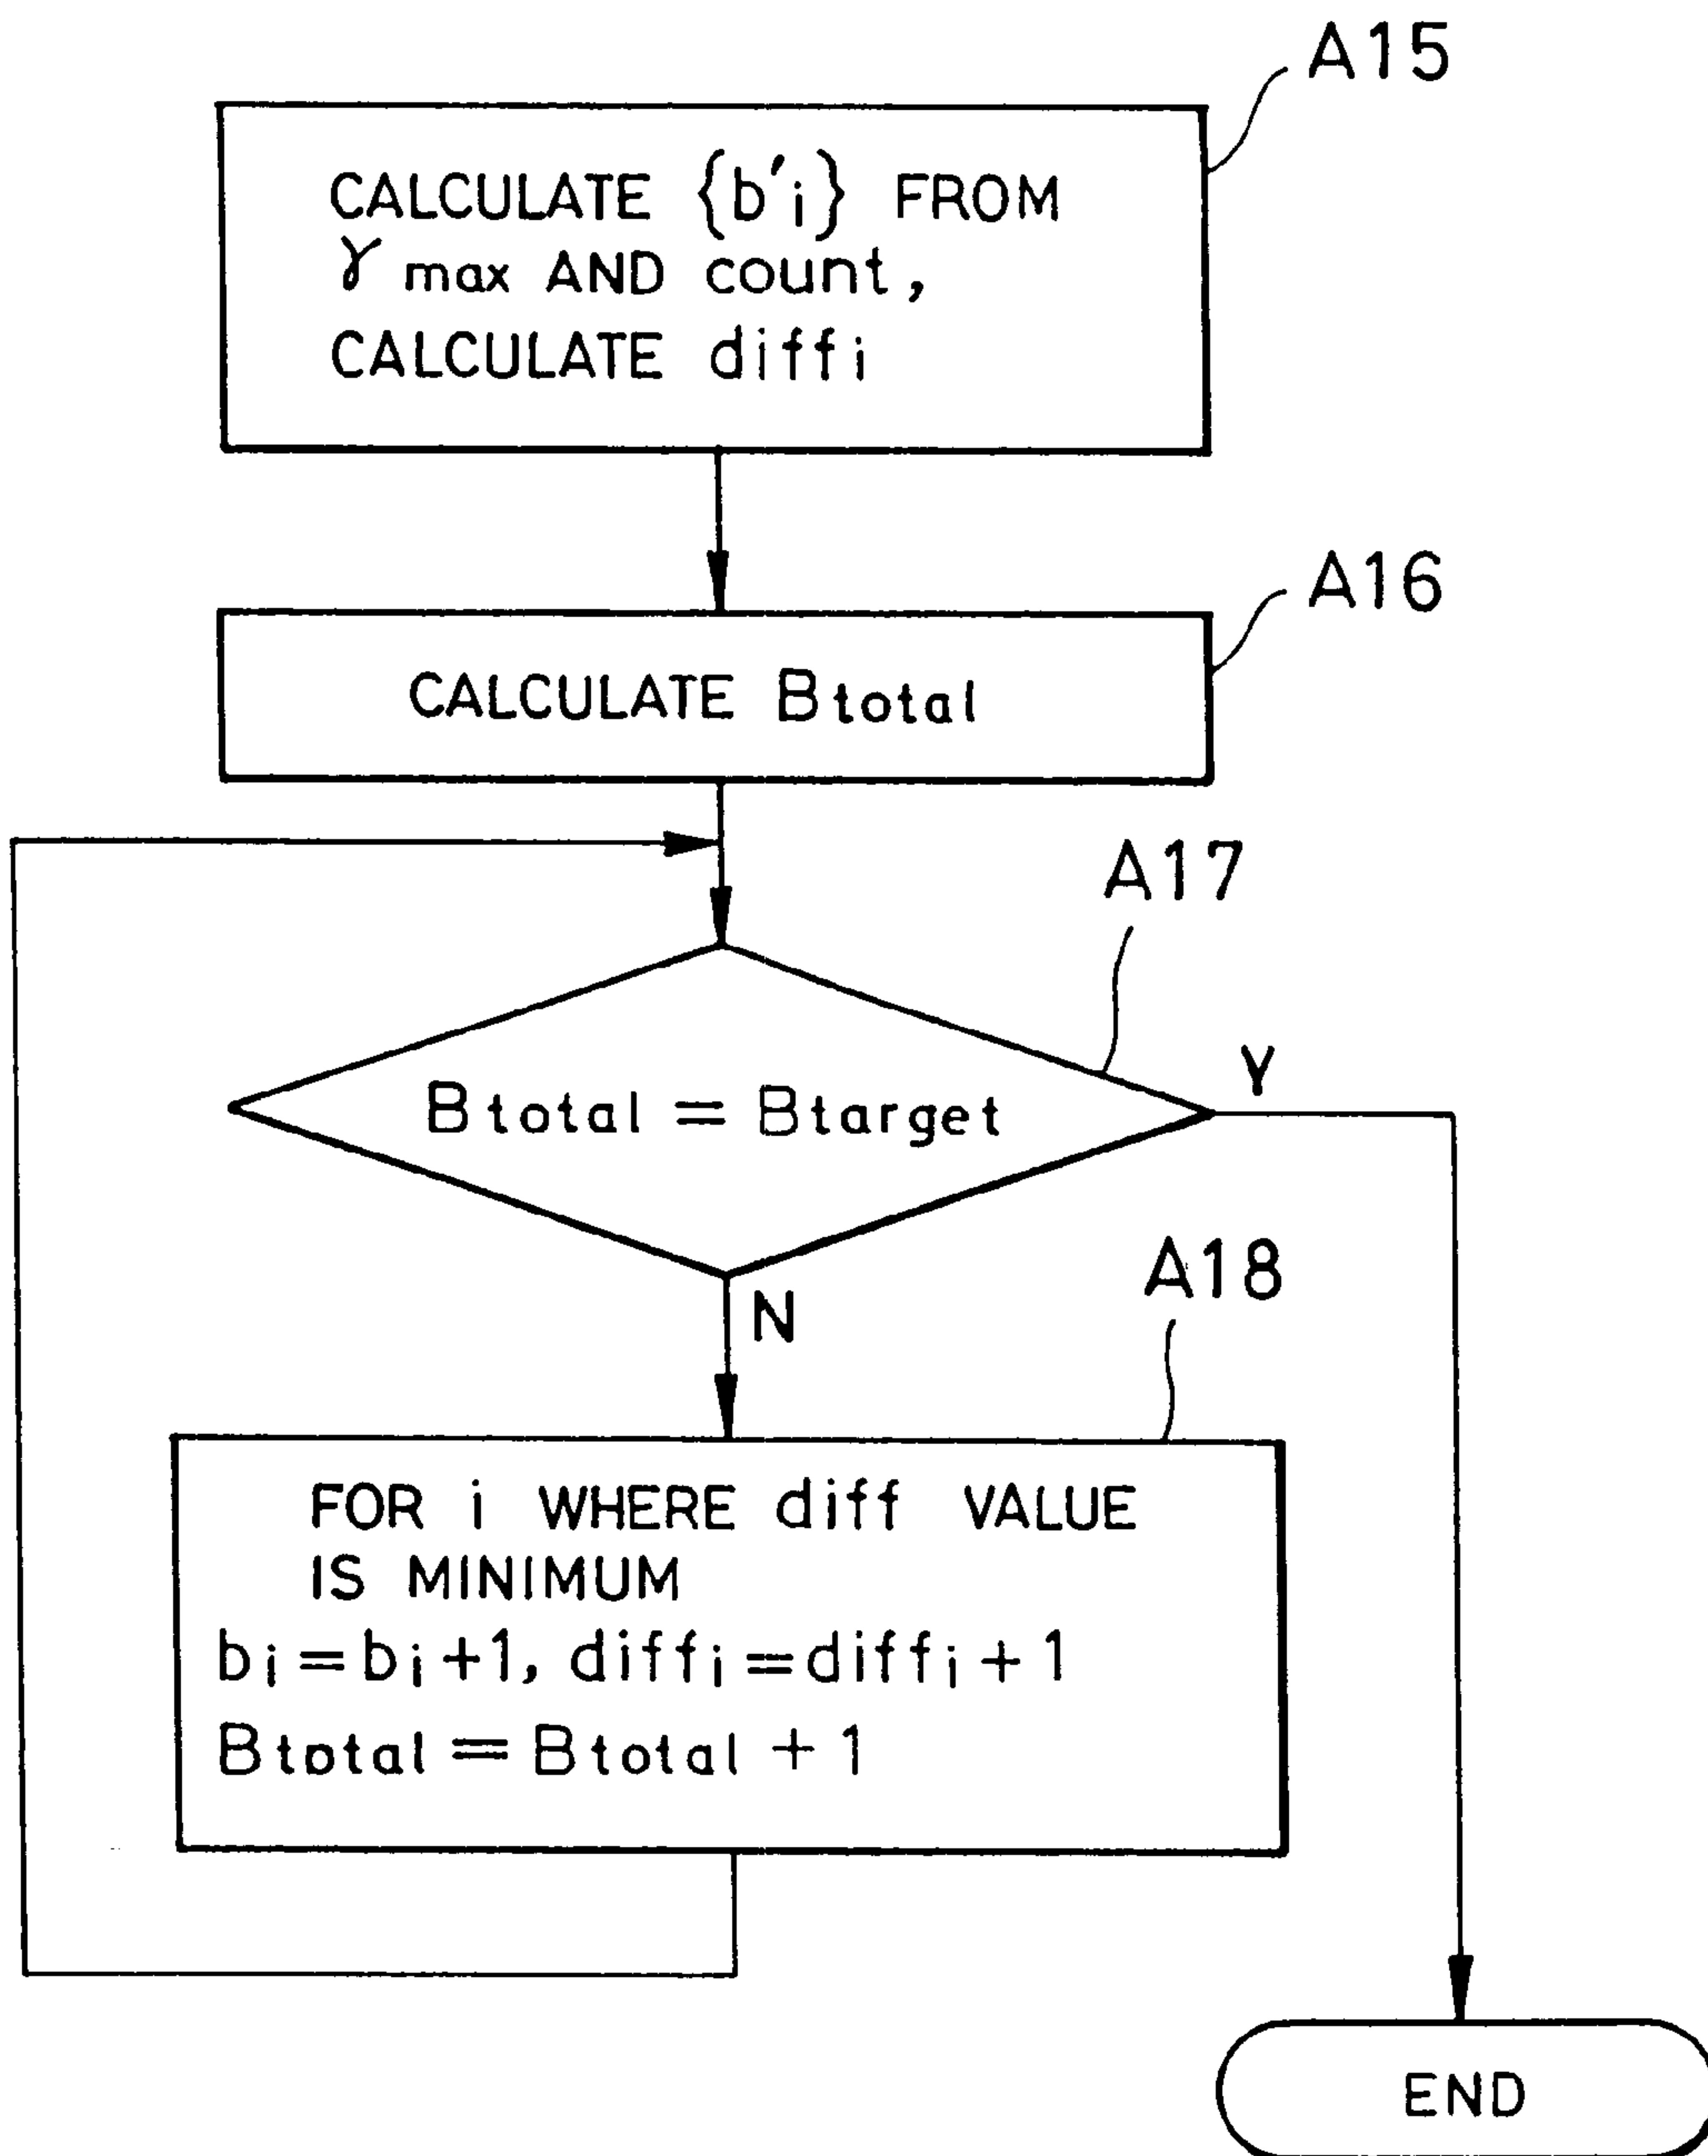 A15
CALCULATE {b'i} FROM
γmax AND count,
CALCULATE diffi
A16
CALCULATE Btotal
A17
Btotal = Btarget
Y
N
A18
FOR i WHERE diff VALUE
IS MINIMUM
bi=bi+1, diffi=diffi+1
Btotal=Btotal+1
END